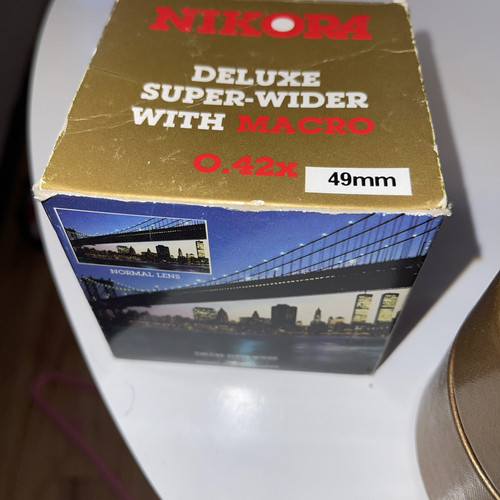 NIKORA
DELUXE
SUPER-WIDER
WITH MACRO
0.42x 49mm
NORMAL LENS